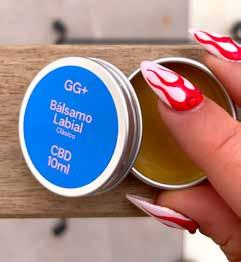 GG+
Bálsamo
Labial
Clásico
CBD
10ml